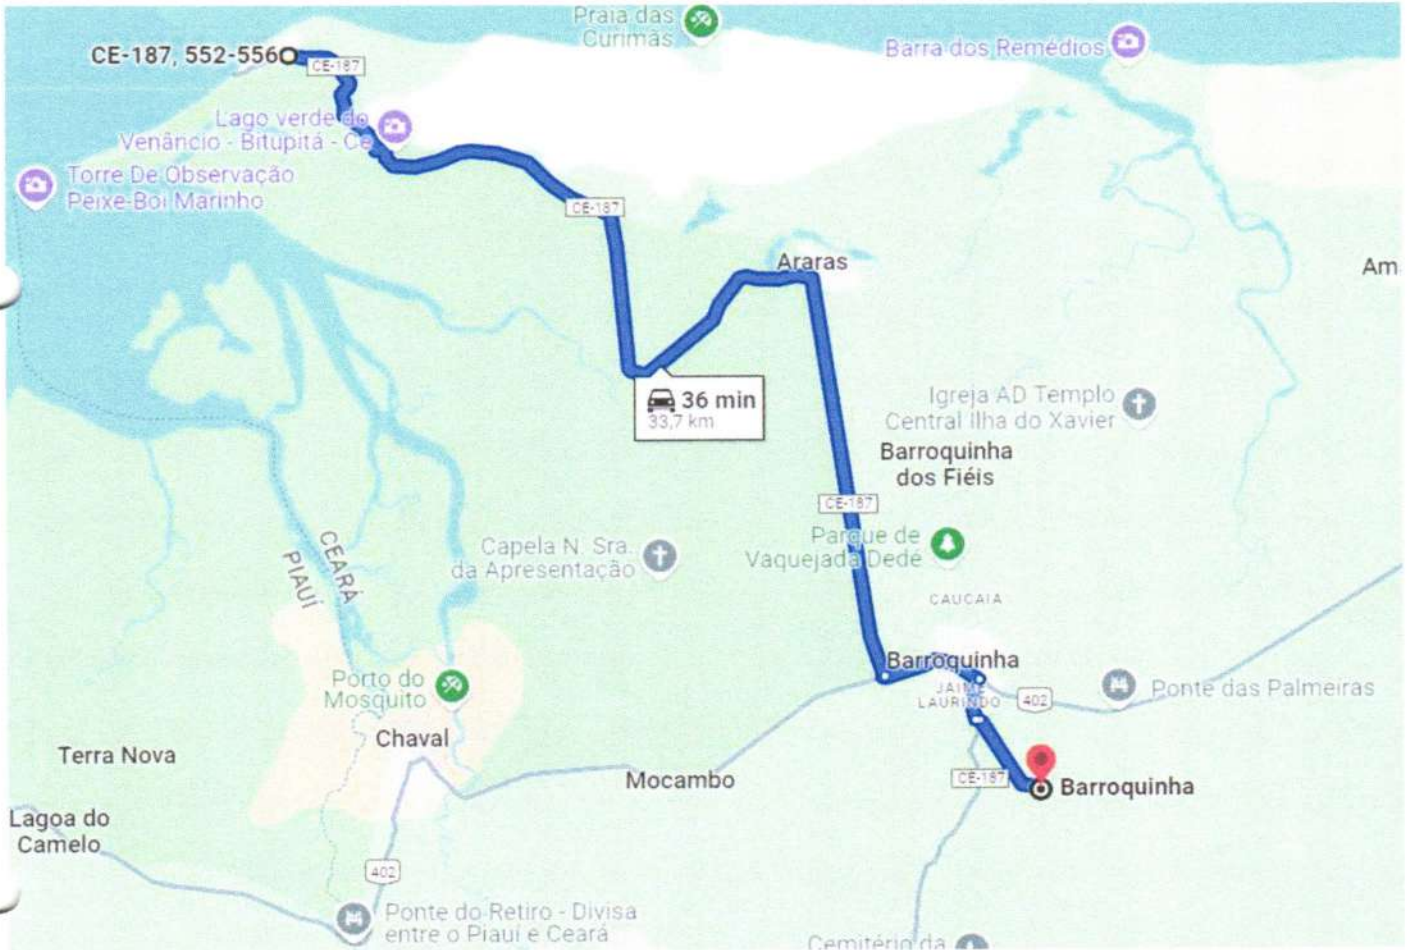 Praia das
Curimãs
Barra dos Remédios
CE-187, 552-556
CE-187
Lago verde do
Venâncio - Bitupitá - Ce
Torre De Observação
Peixe-Boi Marinho
CE-187
Araras
Am
36 min
33,7 km
Igreja AD Templo
Central Ilha do Xavier
Barroquinha
dos Fiéis
CE-187
Parque de
Vaquejada Dedé
CEARÁ
PIAUÍ
Capela N. Sra.
da Apresentação
CAUCAIA
Barroquinha
JAIME
LAURINDO
402
Ponte das Palmeiras
Porto do
Mosquito
Chaval
Terra Nova
Mocambo
CE-187
Barroquinha
Lagoa do
Camelo
402
Ponte do Retiro - Divisa
entre o Piauí e Ceará
Cemitério da